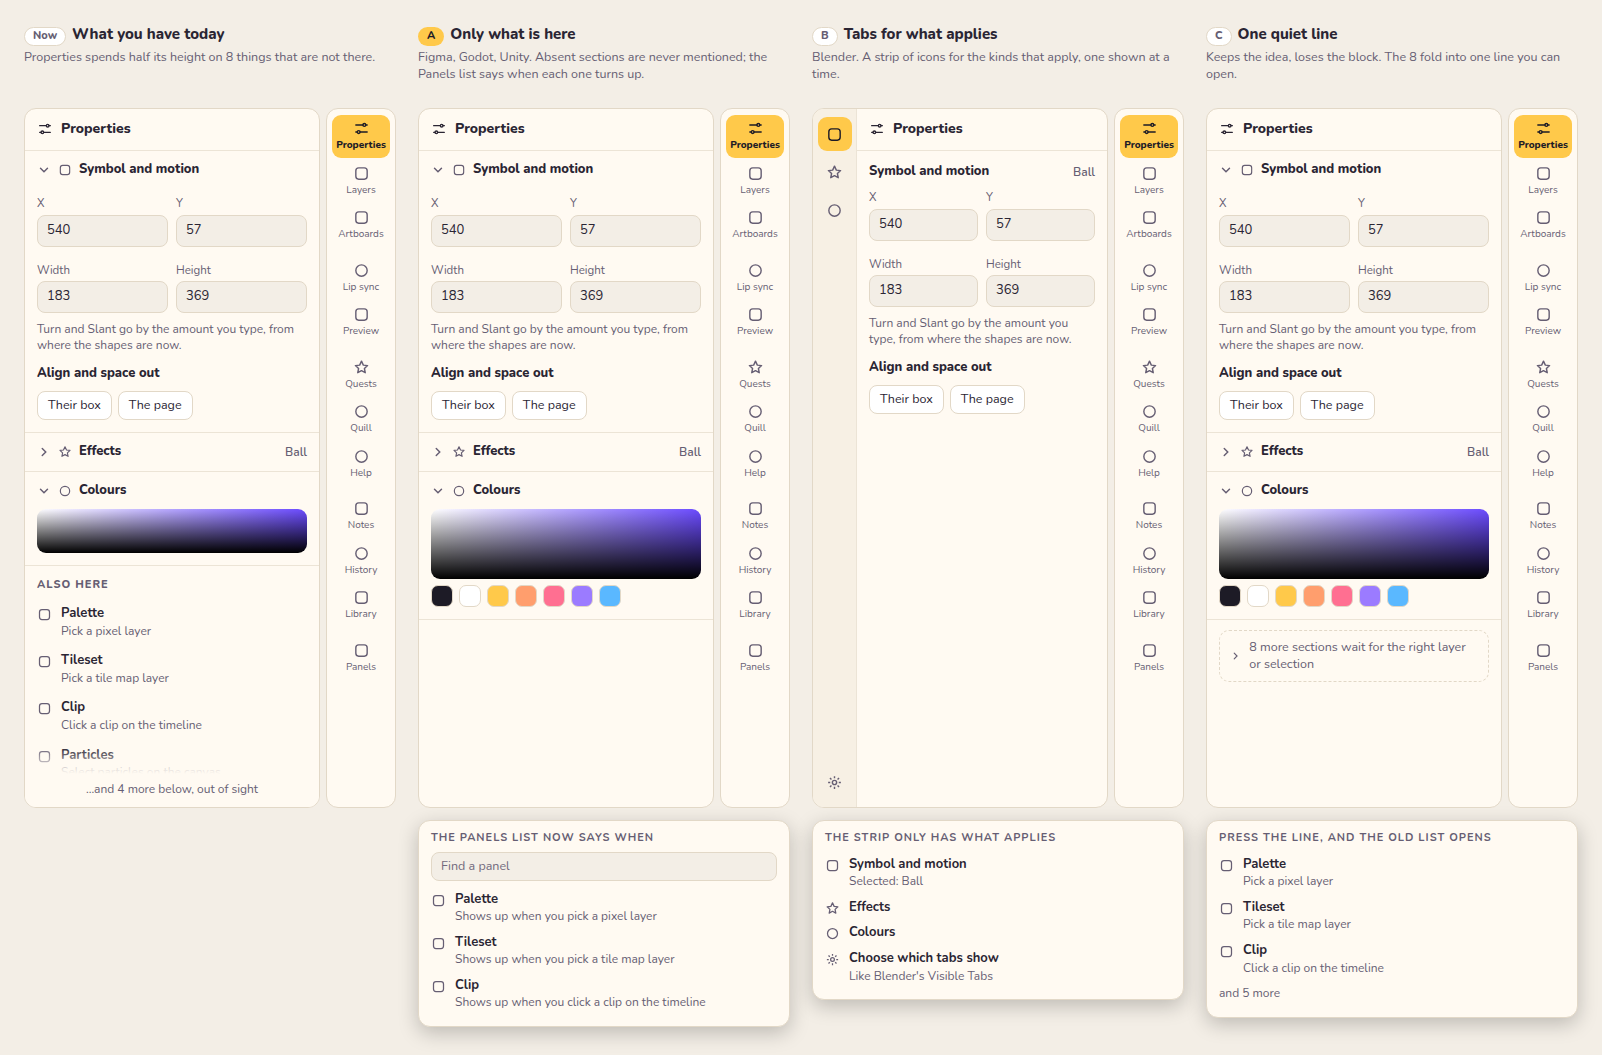 Now What you have today
Properties spends half its height on 8 things that are not there.
Properties
Symbol and motion
X
Y
540
57
Width
Height
183
369
Turn and Slant go by the amount you type, from
where the shapes are now.
Align and space out
Their box
The page
Effects
Ball
Colours
ALSO HERE
Palette
Pick a pixel layer
Tileset
Pick a tile map layer
Clip
Click a clip on the timeline
Particles
Select particles on the canvas
...and 4 more below, out of sight
Properties
Layers
Artboards
Lip sync
Preview
Quests
Quill
Help
Notes
History
Library
Panels
A Only what is here
Figma, Godot, Unity. Absent sections are never mentioned; the
Panels list says when each one turns up.
Properties
Symbol and motion
X
Y
540
57
Width
Height
183
369
Turn and Slant go by the amount you type, from
where the shapes are now.
Align and space out
Their box
The page
Effects
Ball
Colours
Properties
Layers
Artboards
Lip sync
Preview
Quests
Quill
Help
Notes
History
Library
Panels
THE PANELS LIST NOW SAYS WHEN
Find a panel
Palette
Shows up when you pick a pixel layer
Tileset
Shows up when you pick a tile map layer
Clip
Shows up when you click a clip on the timeline
B Tabs for what applies
Blender. A strip of icons for the kinds that apply, one shown at a
time.
Properties
Symbol and motion
Ball
X
Y
540
57
Width
Height
183
369
Turn and Slant go by the amount you
type, from where the shapes are now.
Align and space out
Their box
The page
Properties
Layers
Artboards
Lip sync
Preview
Quests
Quill
Help
Notes
History
Library
Panels
THE STRIP ONLY HAS WHAT APPLIES
Symbol and motion
Selected: Ball
Effects
Colours
Choose which tabs show
Like Blender's Visible Tabs
C One quiet line
Keeps the idea, loses the block. The 8 fold into one line you can
open.
Properties
Symbol and motion
X
Y
540
57
Width
Height
183
369
Turn and Slant go by the amount you type, from
where the shapes are now.
Align and space out
Their box
The page
Effects
Ball
Colours
8 more sections wait for the right layer
or selection
Properties
Layers
Artboards
Lip sync
Preview
Quests
Quill
Help
Notes
History
Library
Panels
PRESS THE LINE, AND THE OLD LIST OPENS
Palette
Pick a pixel layer
Tileset
Pick a tile map layer
Clip
Click a clip on the timeline
and 5 more